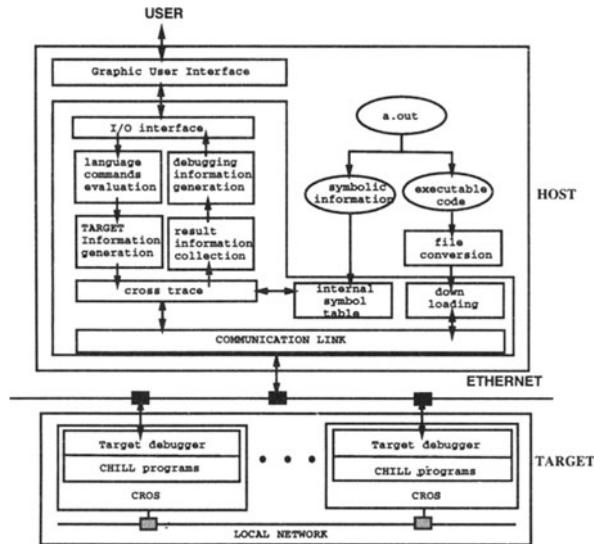 USER
Graphic User Interface
I/O interface
a.out
language
commands
evaluation
debugging
information
generation
symbolic
information
executable
code
HOST
TARGET
Information
generation
result
information
collection
file
conversion
cross trace
internal
symbol
table
down
loading
COMMUNICATION LINK
ETHERNET
Target debugger
CHILL programs
CROS
Target debugger
CHILL programs
CROS
TARGET
LOCAL NETWORK